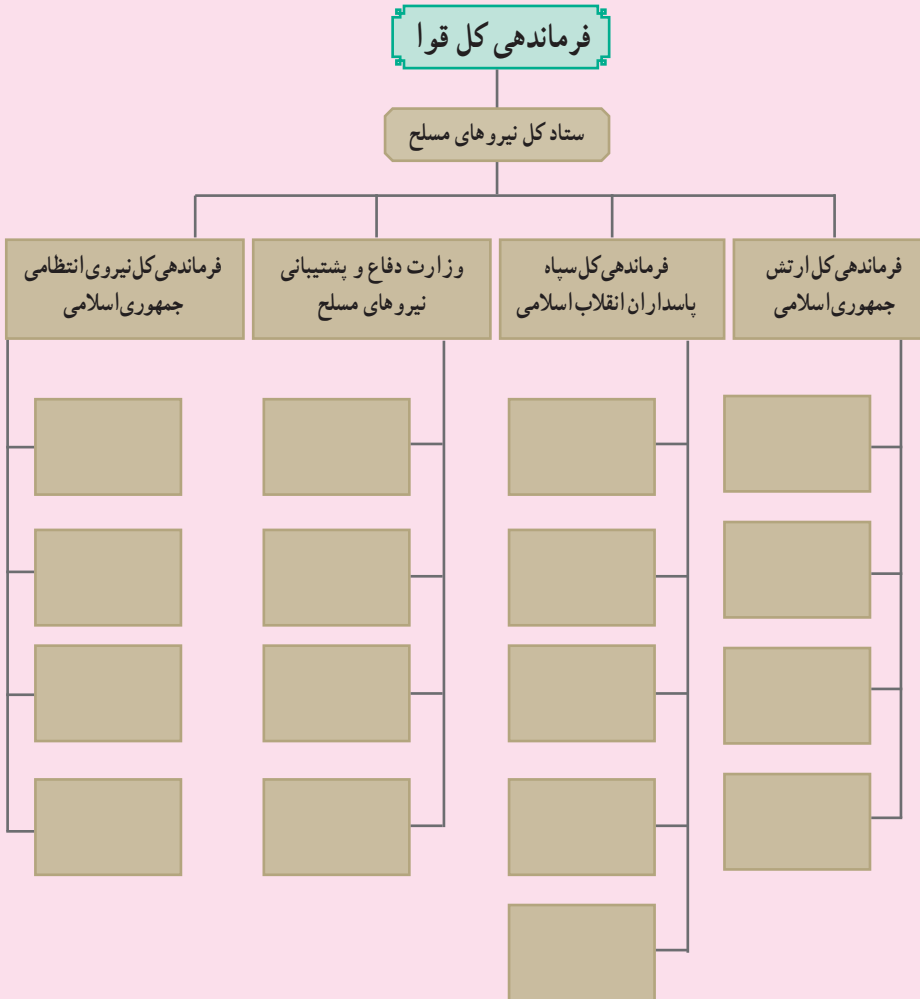 فرماندهی کل قوا
ستاد کل نیروهای مسلح
فرماندهی کل ارتش
جمهوری اسلامی
فرماندهی کل سپاه
پاسداران انقلاب اسلامی
وزارت دفاع و پشتیبانی
نیروهای مسلح
فرماندهی کل نیروی انتظامی
جمهوری اسلامی